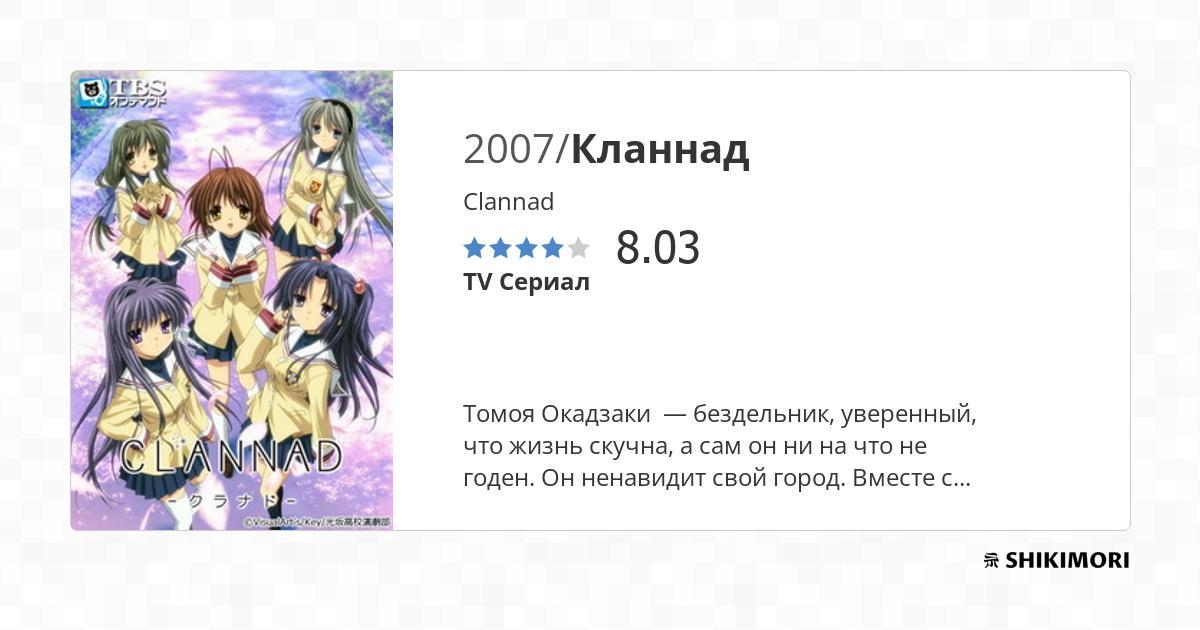 TBS
オンデマンド
CLANNAD
-クラナド-
©VisualArt's/Key/光坂高校演劇部
2007/Кланнад
Clannad
8.03
TV Сериал
Томоя Окадзаки — бездельник, уверенный,
что жизнь скучна, а сам он ни на что не
годен. Он ненавидит свой город. Вместе с...
SHIKIMORI